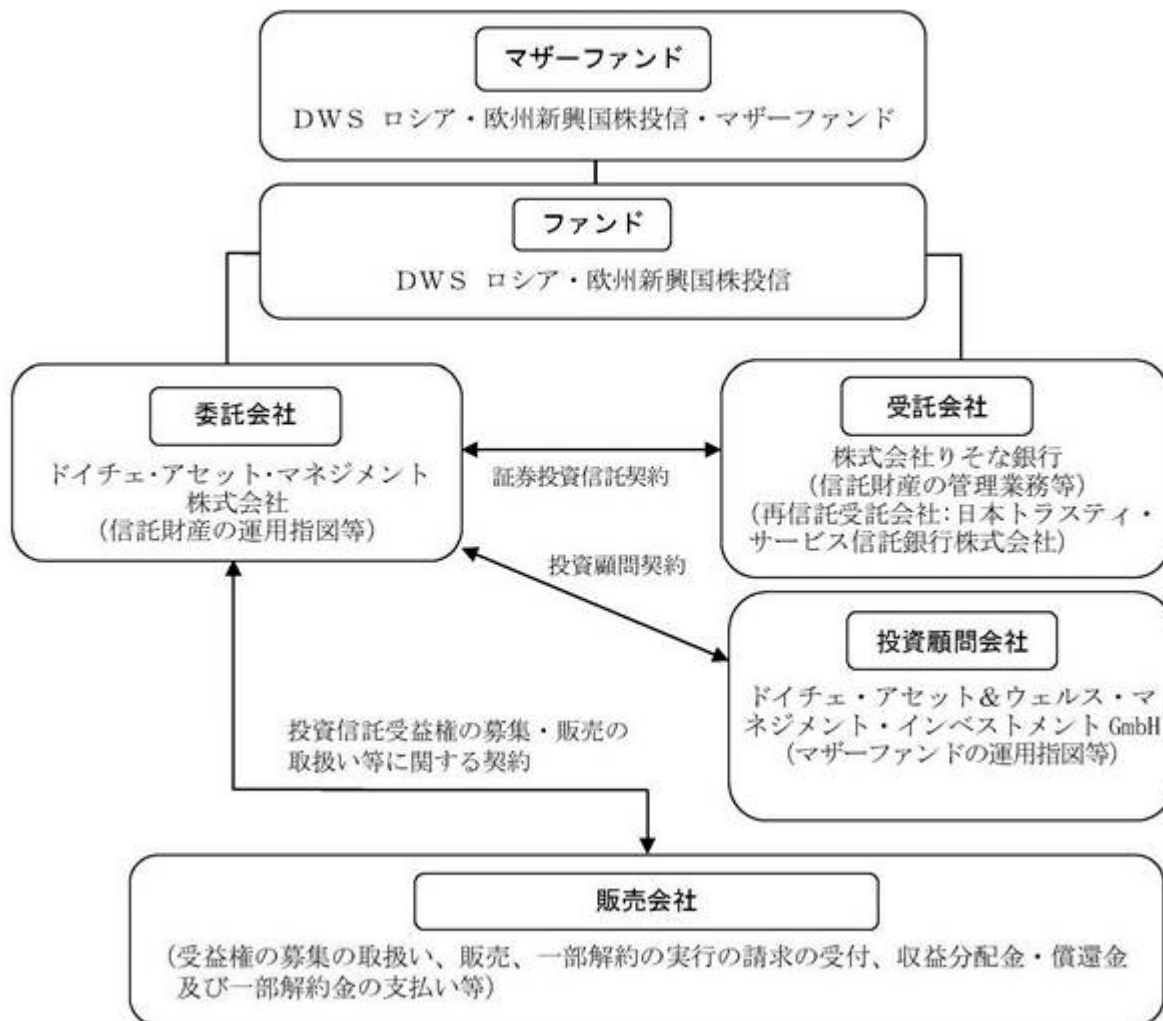 マザーファンド
DWS ロシア・欧州新興国株投信・マザーファンド
ファンド
DWS ロシア・欧州新興国株投信
委託会社
ドイチェ・アセット・マネジメント
株式会社
(信託財産の運用指図等)
証券投資信託契約
受託会社
株式会社りそな銀行
(信託財産の管理業務等)
(再信託受託会社:日本トラスティ・
サービス信託銀行株式会社)
投資顧問契約
投資顧問会社
ドイチェ・アセット&ウェルス・マ
ネジメント・インベストメント GmbH
(マザーファンドの運用指図等)
投資信託受益権の募集・販売の
取扱い等に関する契約
販売会社
(受益権の募集の取扱い、販売、一部解約の実行の請求の受付、収益分配金・償還金
及び一部解約金の支払い等)